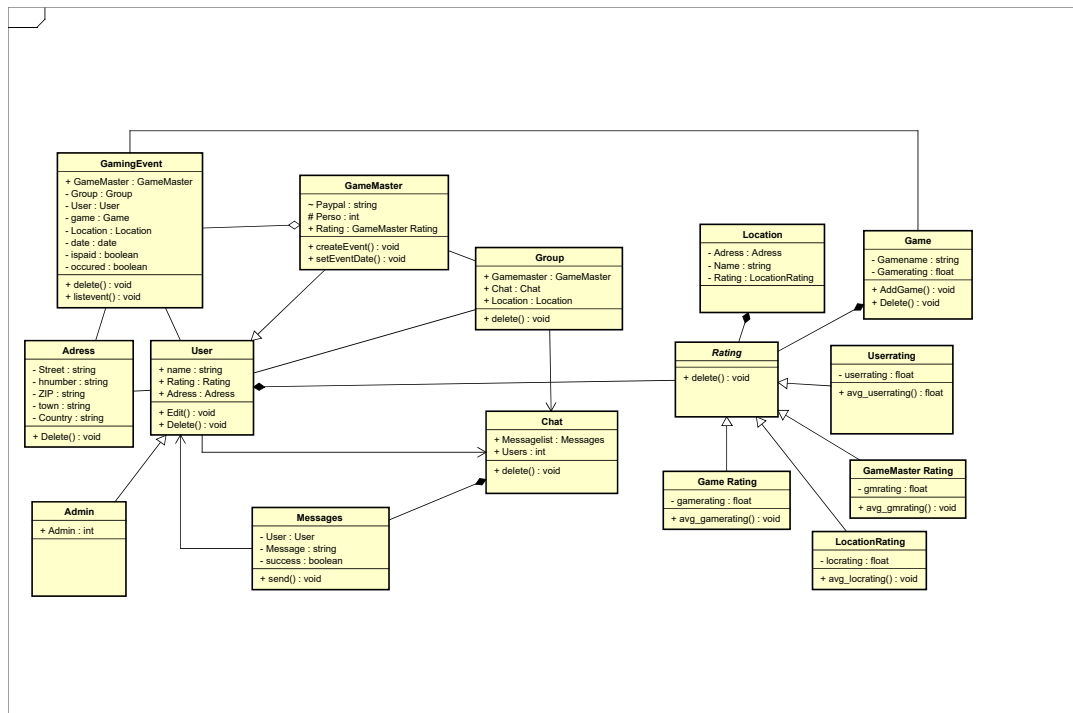 GamingEvent
+ GameMaster : GameMaster
- Group : Group
- User : User
- game : Game
- Location : Location
- date : date
- ispaid : boolean
- occured : boolean
+ delete() : void
+ listevent() : void
GameMaster
~ Paypal : string
# Perso : int
+ Rating : GameMaster Rating
+ createEvent() : void
+ setEventDate() : void
Group
+ Gamemaster : GameMaster
+ Chat : Chat
+ Location : Location
+ delete() : void
Location
- Adress : Adress
- Name : string
- Rating : LocationRating
Game
- Gamename : string
- Gamerating : float
+ AddGame() : void
+ Delete() : void
Adress
- Street : string
- hnumber : string
- ZIP : string
- town : string
- Country : string
+ Delete() : void
User
+ name : string
+ Rating : Rating
+ Adress : Adress
+ Edit() : void
+ Delete() : void
Rating
+ delete() : void
Userrating
- userrating : float
+ avg_userrating() : float
Chat
+ Messagelist : Messages
+ Users : int
+ delete() : void
Game Rating
- gamerating : float
+ avg_gamerating() : void
GameMaster Rating
- gmrating : float
+ avg_gmrating() : void
Admin
+ Admin : int
Messages
- User : User
- Message : string
- success : boolean
+ send() : void
LocationRating
- locrating : float
+ avg_locrating() : void